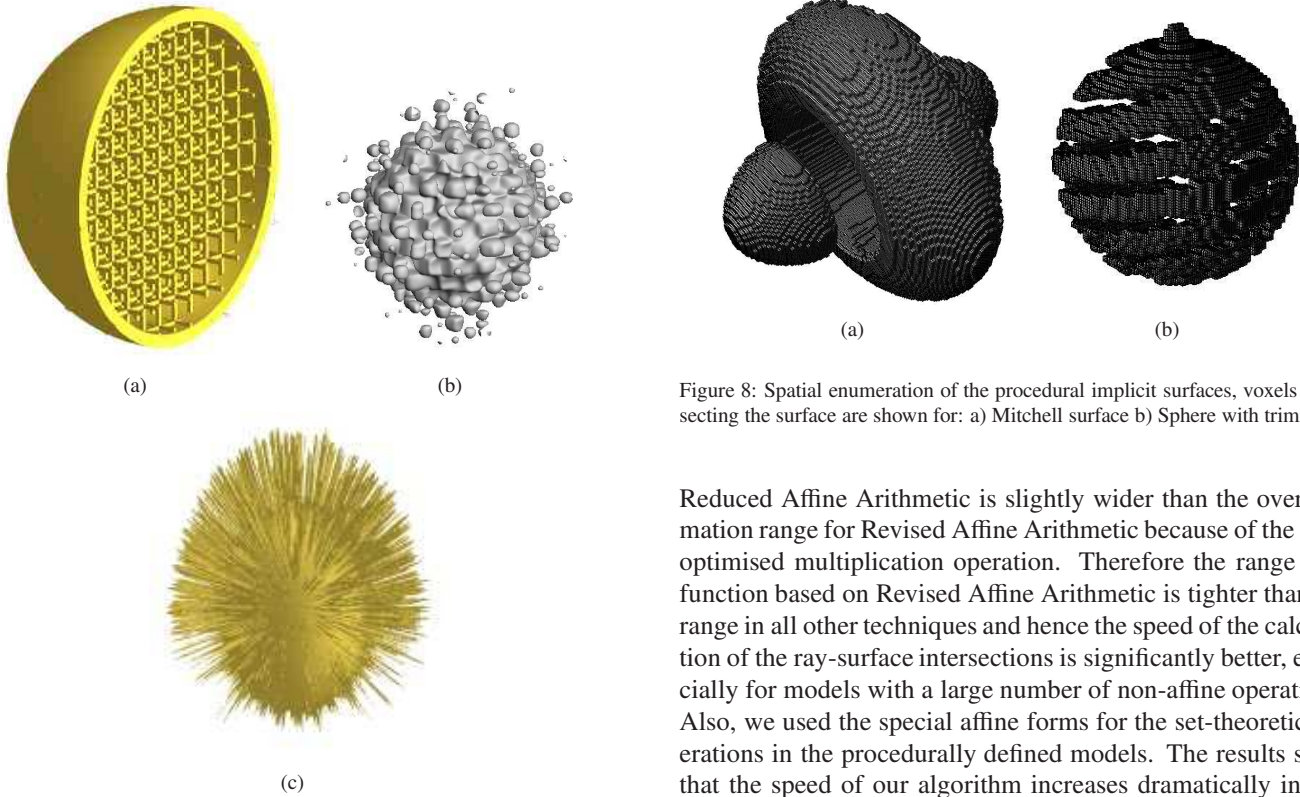 (a)
(b)
(c)
(a)
(b)
Figure 8: Spatial enumeration of the procedural implicit surfaces, voxels
secting the surface are shown for: a) Mitchell surface b) Sphere with trim
Reduced Affine Arithmetic is slightly wider than the over
mation range for Revised Affine Arithmetic because of the
optimised multiplication operation. Therefore the range
function based on Revised Affine Arithmetic is tighter than
range in all other techniques and hence the speed of the calc
tion of the ray-surface intersections is significantly better, e
cially for models with a large number of non-affine operati
Also, we used the special affine forms for the set-theoretic
erations in the procedurally defined models. The results s
that the speed of our algorithm increases dramatically in